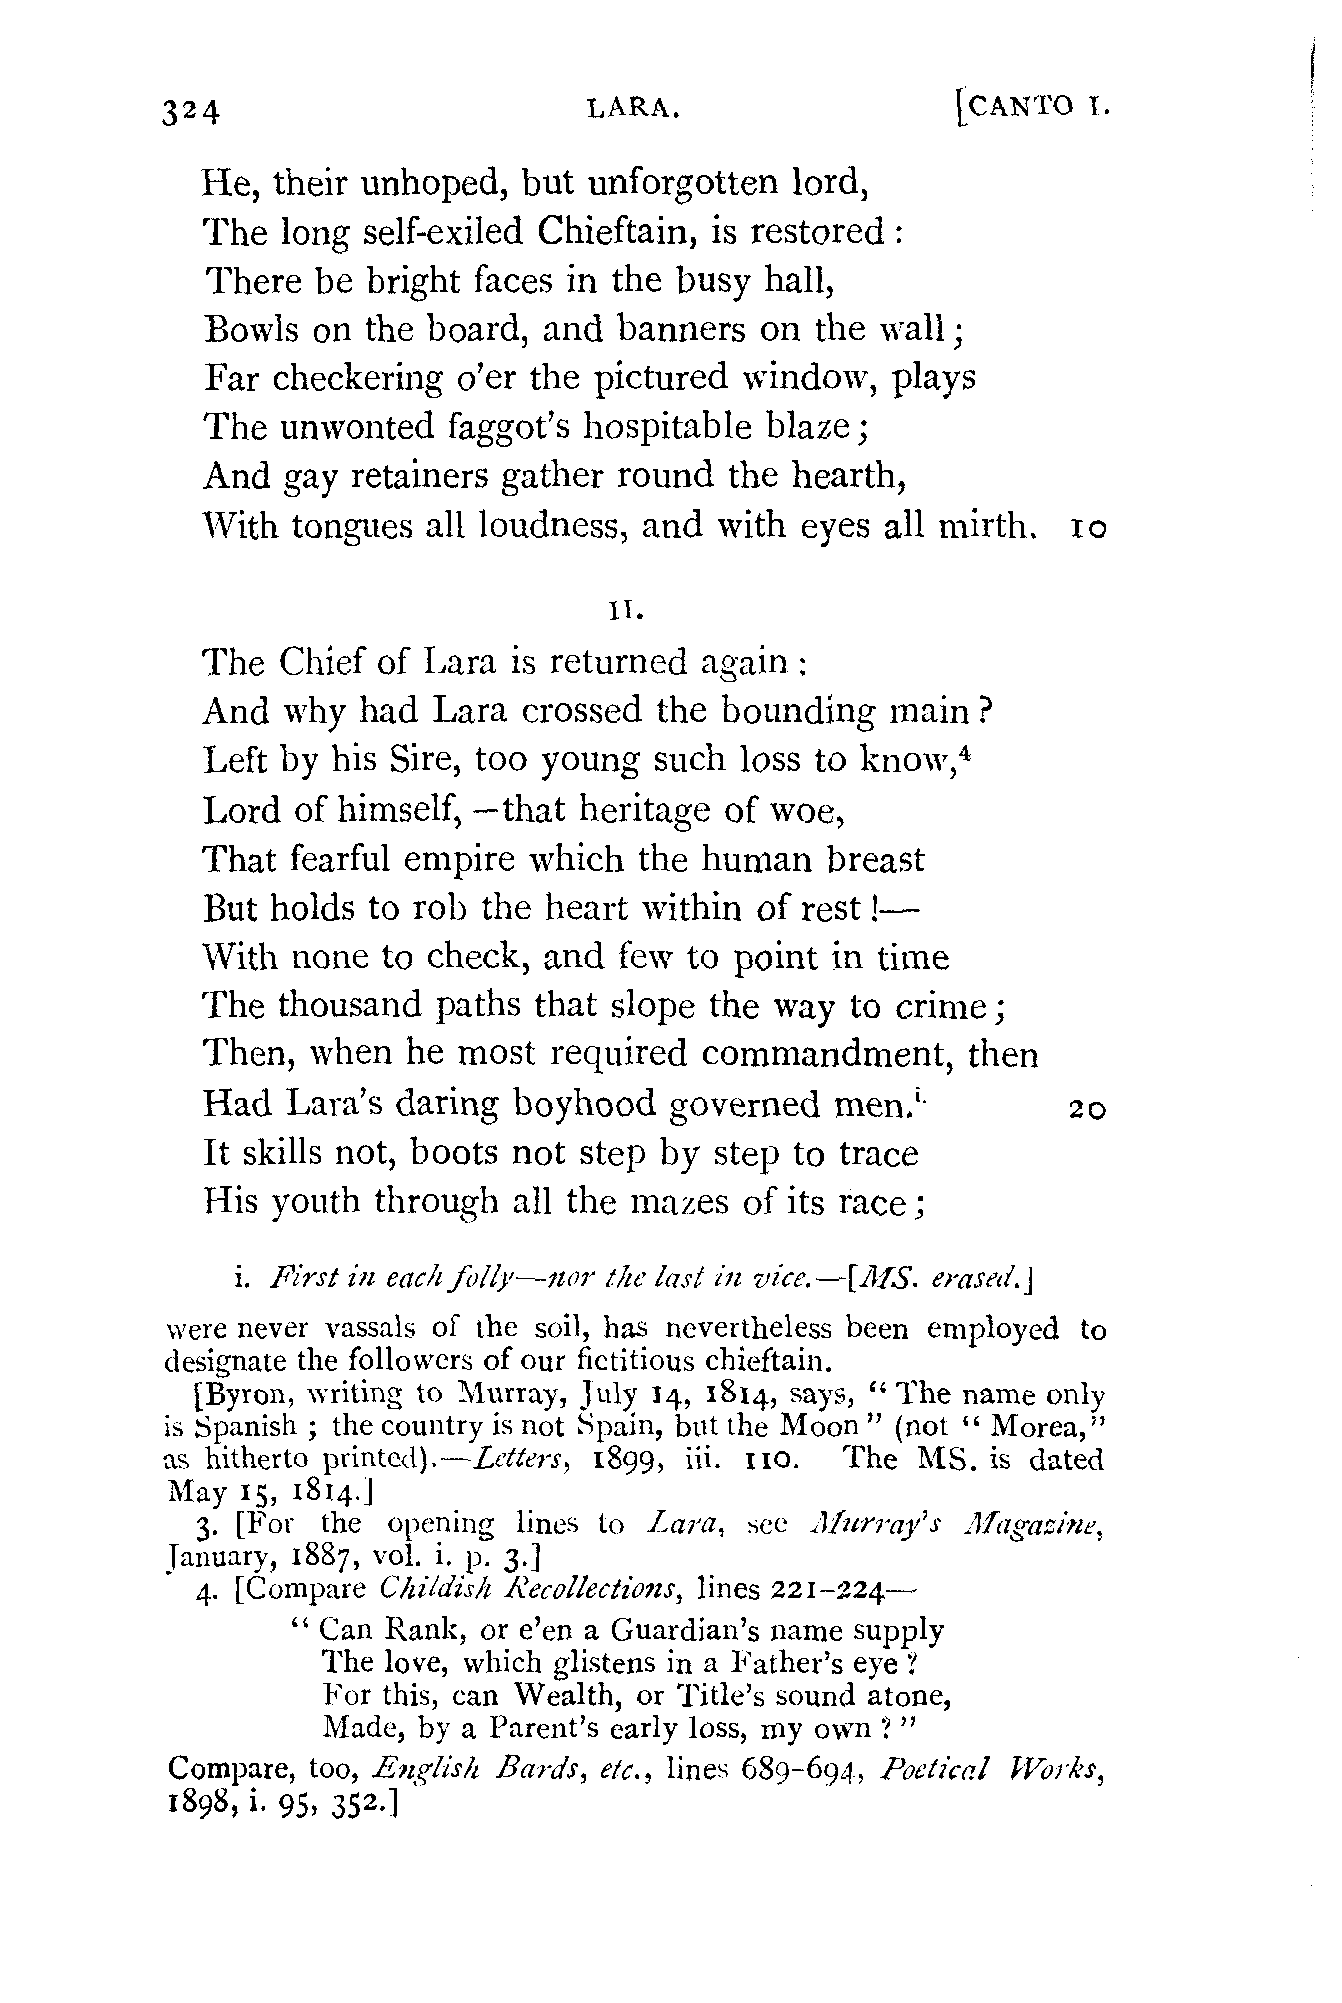 324 LARA. [CANTO I.
He, their unhoped, but unforgotten lord,
The long self-exiled Chieftain, is restored :
There be bright faces in the busy hall,
Bowls on the board, and banners on the wall ;
Far checkering o'er the pictured window, plays
The unwonted faggot's hospitable blaze ;
And gay retainers gather round the hearth,
With tongues all loudness, and with eyes all mirth. 10
II.
The Chief of Lara is returned again :
And why had Lara crossed the bounding main ?
Left by his Sire, too young such loss to know,⁴
Lord of himself,—that heritage of woe,
That fearful empire which the human breast
But holds to rob the heart within of rest !—
With none to check, and few to point in time
The thousand paths that slope the way to crime ;
Then, when he most required commandment, then
Had Lara's daring boyhood governed men.ⁱ· 20
It skills not, boots not step by step to trace
His youth through all the mazes of its race ;
i. First in each folly—nor the last in vice.—[MS. erased.]
were never vassals of the soil, has nevertheless been employed to
designate the followers of our fictitious chieftain.
[Byron, writing to Murray, July 14, 1814, says, " The name only
is Spanish ; the country is not Spain, but the Moon " (not " Morea,"
as hitherto printed).—Letters, 1899, iii. 110. The MS. is dated
May 15, 1814.]
3. [For the opening lines to Lara, see Murray's Magazine,
January, 1887, vol. i. p. 3.]
4. [Compare Childish Recollections, lines 221-224—
" Can Rank, or e'en a Guardian's name supply
The love, which glistens in a Father's eye ?
For this, can Wealth, or Title's sound atone,
Made, by a Parent's early loss, my own ? "
Compare, too, English Bards, etc., lines 689-694, Poetical Works,
1898, i. 95, 352.]